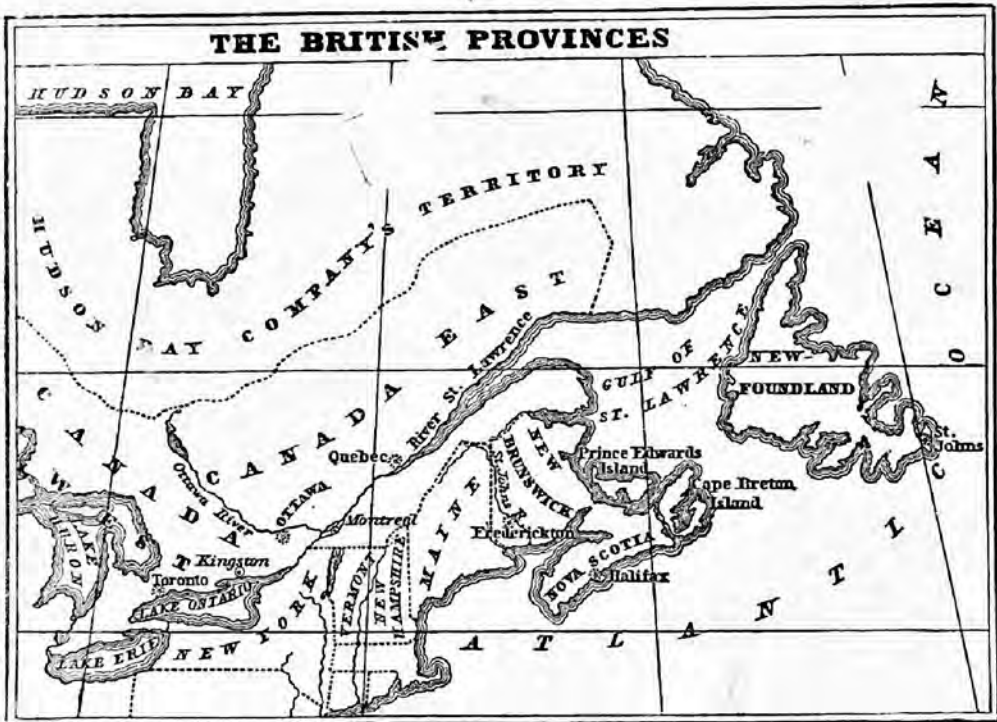 THE BRITISH PROVINCES
HUDSON BAY
HUDSON BAY COMPANY'S TERRITORY
CANADA EAST
CANADA WEST
River St. Lawrence
GULF OF
ST. LAWRENCE
NEW-
FOUNDLAND
St.
Johns
Quebec
Ottawa River
OTTAWA
Montreal
Kingston
Toronto
LAKE
HURON
LAKE ONTARIO
LAKE ERIE
NEW YORK
VERMONT
NEW
HAMPSHIRE
MAINE
NEW
BRUNSWICK
St. Johns R.
Frederickton
Prince Edwards
Island
Cape Breton
Island
NOVA SCOTIA
Halifax
ATLANTIC
OCEAN